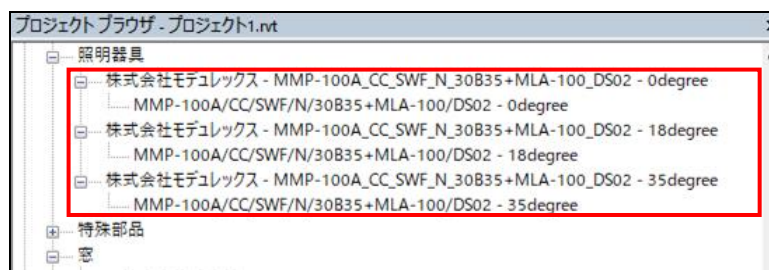 プロジェクト ブラウザ - プロジェクト1.rvt
照明器具
株式会社モデュレックス - MMP-100A_CC_SWF_N_30B35+MLA-100_DS02 - 0degree
MMP-100A/CC/SWF/N/30B35+MLA-100/DS02 - 0degree
株式会社モデュレックス - MMP-100A_CC_SWF_N_30B35+MLA-100_DS02 - 18degree
MMP-100A/CC/SWF/N/30B35+MLA-100/DS02 - 18degree
株式会社モデュレックス - MMP-100A_CC_SWF_N_30B35+MLA-100_DS02 - 35degree
MMP-100A/CC/SWF/N/30B35+MLA-100/DS02 - 35degree
特殊部品
窓